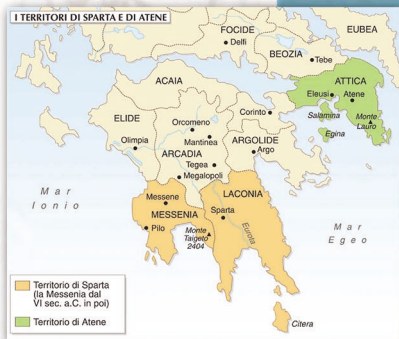 I TERRITORI DI SPARTA E DI ATENE
FOCIDE
Delfi
EUBEA
BEOZIA
Tebe
ACAIA
ATTICA
Eleusi
Atene
ELIDE
Orcomeno
Corinto
Salamina
Monte
Lauro
Mantinea
ARGOLIDE
Egina
Olimpia
ARCADIA
Argo
Tegea
Megalopoli
Mar
Ionio
LACONIA
Messene
MESSENIA
Sparta
Pilo
Monte
Taigeto
2404
Eurota
Mar
Egeo
Territorio di Sparta
(la Messenia dal
VI sec. a.C. in poi)
Territorio di Atene
Citera